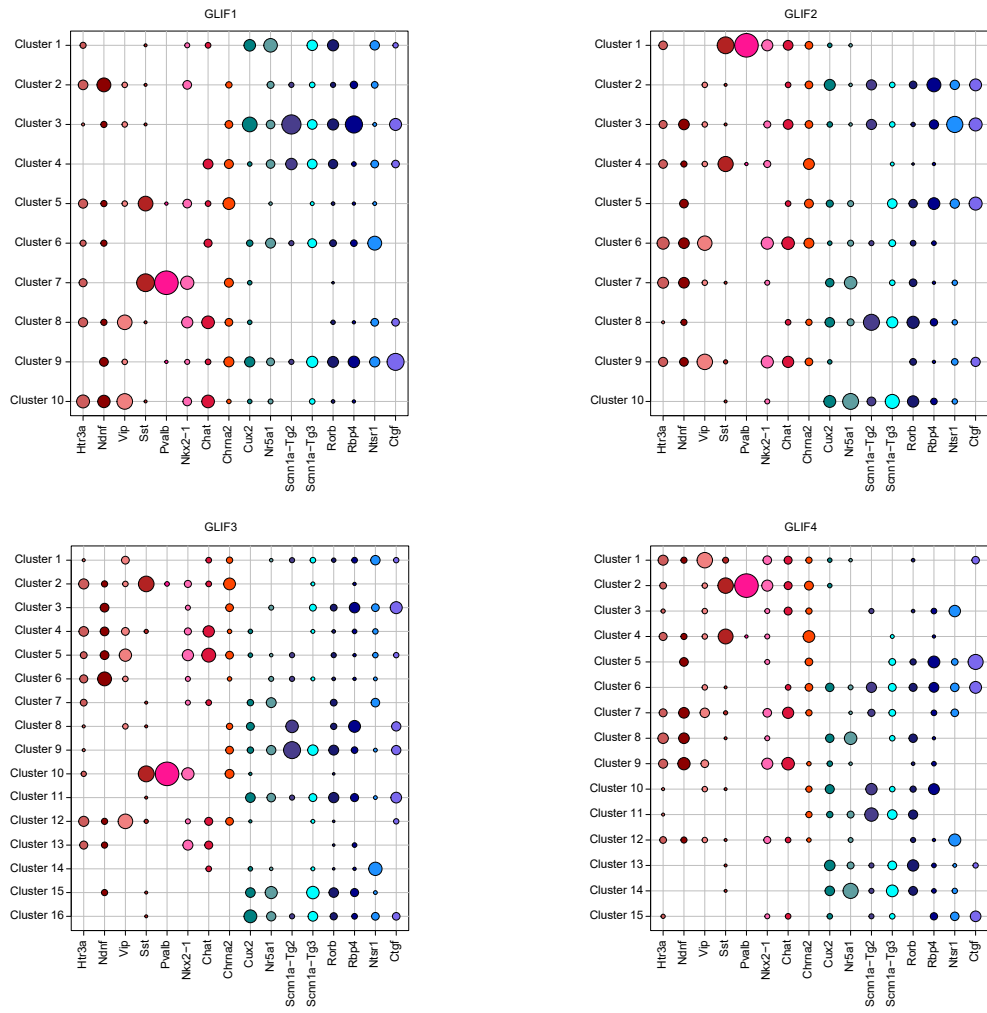 GLIF1
Cluster 1
Cluster 2
Cluster 3
Cluster 4
Cluster 5
Cluster 6
Cluster 7
Cluster 8
Cluster 9
Cluster 10
Htr3a
Ndnf
Vip
Sst
Pvalb
Nkx2−1
Chat
Chrna2
Cux2
Nr5a1
Scnn1a−Tg2
Scnn1a−Tg3
Rorb
Rbp4
Ntsr1
Ctgf
GLIF2
Cluster 1
Cluster 2
Cluster 3
Cluster 4
Cluster 5
Cluster 6
Cluster 7
Cluster 8
Cluster 9
Cluster 10
Htr3a
Ndnf
Vip
Sst
Pvalb
Nkx2−1
Chat
Chrna2
Cux2
Nr5a1
Scnn1a−Tg2
Scnn1a−Tg3
Rorb
Rbp4
Ntsr1
Ctgf
GLIF3
Cluster 1
Cluster 2
Cluster 3
Cluster 4
Cluster 5
Cluster 6
Cluster 7
Cluster 8
Cluster 9
Cluster 10
Cluster 11
Cluster 12
Cluster 13
Cluster 14
Cluster 15
Cluster 16
Htr3a
Ndnf
Vip
Sst
Pvalb
Nkx2−1
Chat
Chrna2
Cux2
Nr5a1
Scnn1a−Tg2
Scnn1a−Tg3
Rorb
Rbp4
Ntsr1
Ctgf
GLIF4
Cluster 1
Cluster 2
Cluster 3
Cluster 4
Cluster 5
Cluster 6
Cluster 7
Cluster 8
Cluster 9
Cluster 10
Cluster 11
Cluster 12
Cluster 13
Cluster 14
Cluster 15
Htr3a
Ndnf
Vip
Sst
Pvalb
Nkx2−1
Chat
Chrna2
Cux2
Nr5a1
Scnn1a−Tg2
Scnn1a−Tg3
Rorb
Rbp4
Ntsr1
Ctgf